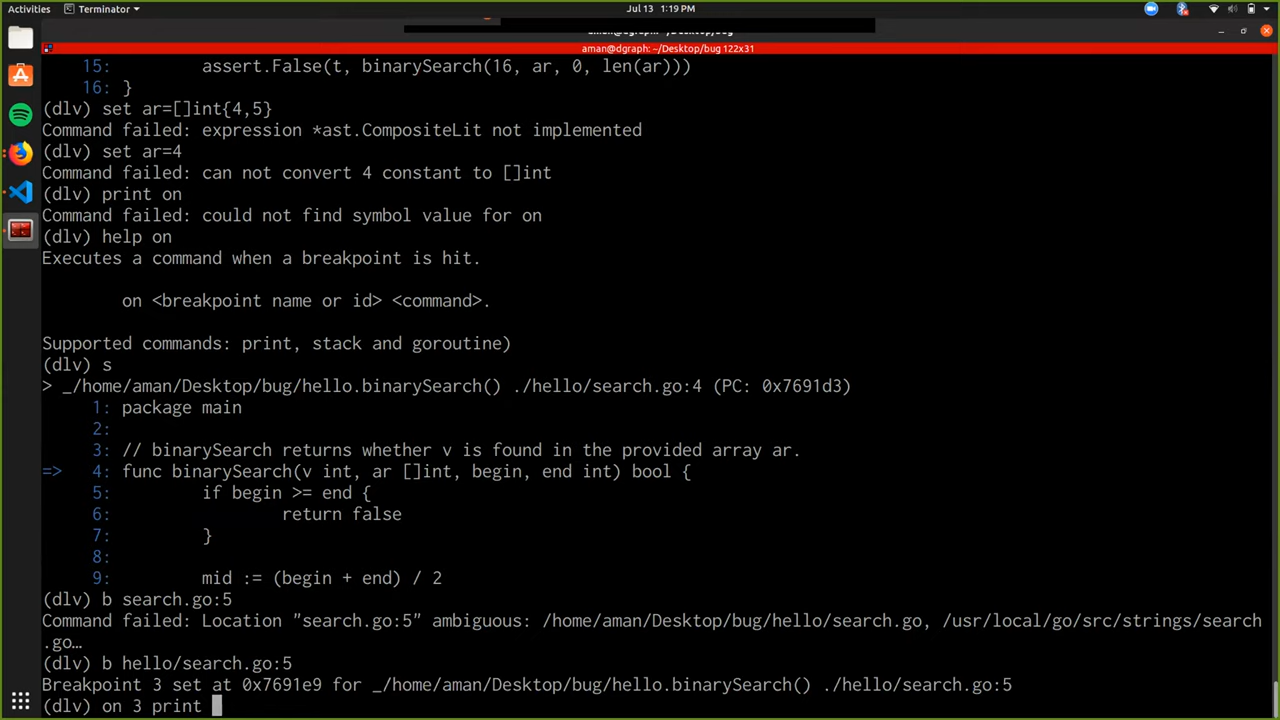 Activities
Terminator
Jul 13 1:19 PM
aman@dgraph: ~/Desktop/bug 122x31
15: assert.False(t, binarySearch(16, ar, 0, len(ar)))
16: }
(dlv) set ar=[]int{4,5}
Command failed: expression *ast.CompositeLit not implemented
(dlv) set ar=4
Command failed: can not convert 4 constant to []int
(dlv) print on
Command failed: could not find symbol value for on
(dlv) help on
Executes a command when a breakpoint is hit.
on <breakpoint name or id> <command>.
Supported commands: print, stack and goroutine)
(dlv) s
> _/home/aman/Desktop/bug/hello.binarySearch() ./hello/search.go:4 (PC: 0x7691d3)
1: package main
2:
3: // binarySearch returns whether v is found in the provided array ar.
=> 4: func binarySearch(v int, ar []int, begin, end int) bool {
5: if begin >= end {
6: return false
7: }
8:
9: mid := (begin + end) / 2
(dlv) b search.go:5
Command failed: Location "search.go:5" ambiguous: /home/aman/Desktop/bug/hello/search.go, /usr/local/go/src/strings/search
.go…
(dlv) b hello/search.go:5
Breakpoint 3 set at 0x7691e9 for _/home/aman/Desktop/bug/hello.binarySearch() ./hello/search.go:5
(dlv) on 3 print